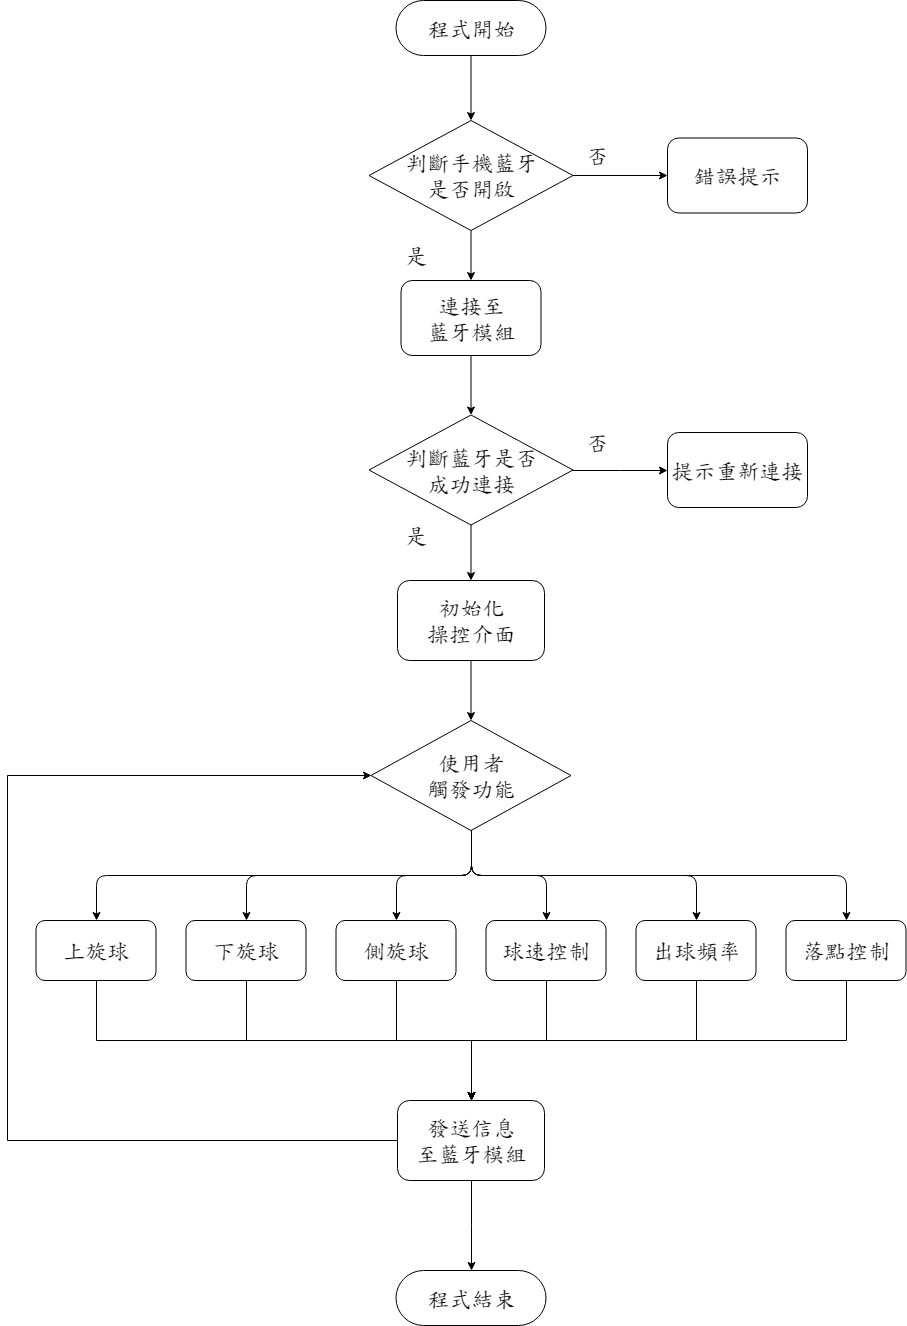 程式開始
判斷手機藍牙
是否開啟
否
錯誤提示
是
連接至
藍牙模組
判斷藍牙是否
成功連接
否
提示重新連接
是
初始化
操控介面
使用者
觸發功能
上旋球
下旋球
側旋球
球速控制
出球頻率
落點控制
發送信息
至藍牙模組
程式結束